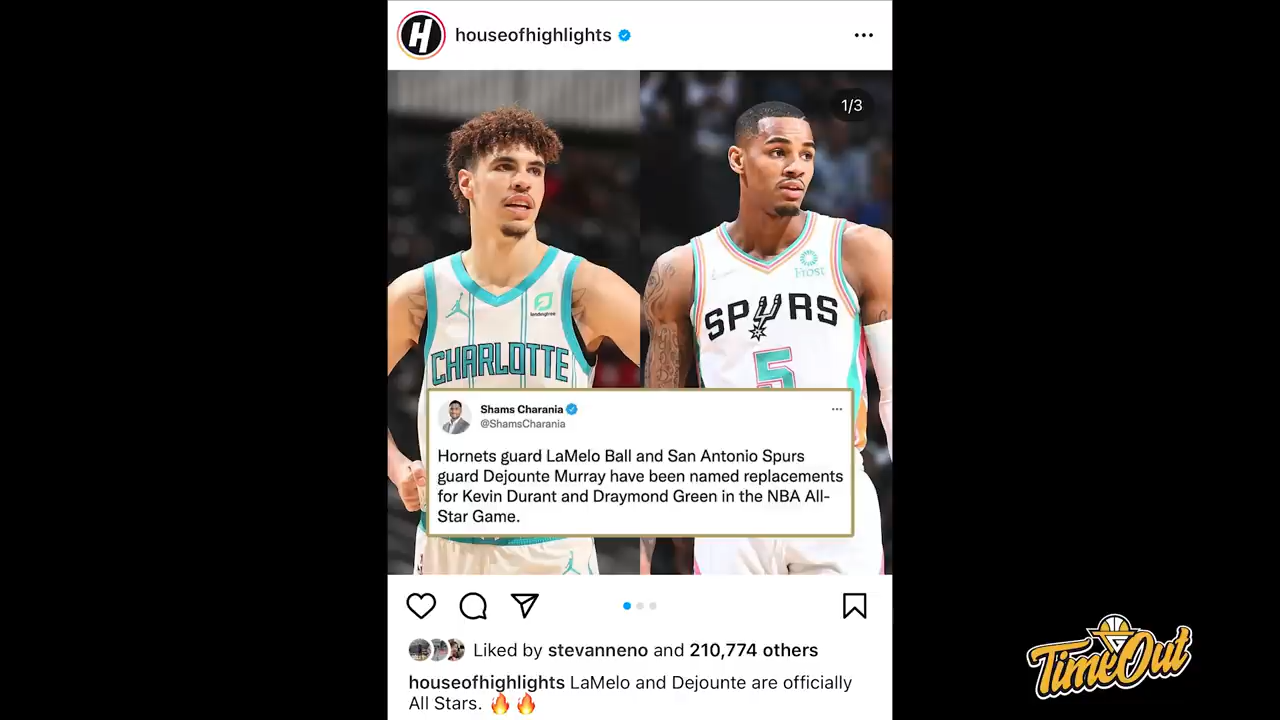 houseofhighlights
1/3
Frost
lendingtree
CHARLOTTE
SPURS
5
Shams Charania
@ShamsCharania
Hornets guard LaMelo Ball and San Antonio Spurs
guard Dejounte Murray have been named replacements
for Kevin Durant and Draymond Green in the NBA All-
Star Game.
Liked by stevanneno and 210,774 others
houseofhighlights LaMelo and Dejounte are officially
All Stars. 🔥🔥
TimeOut